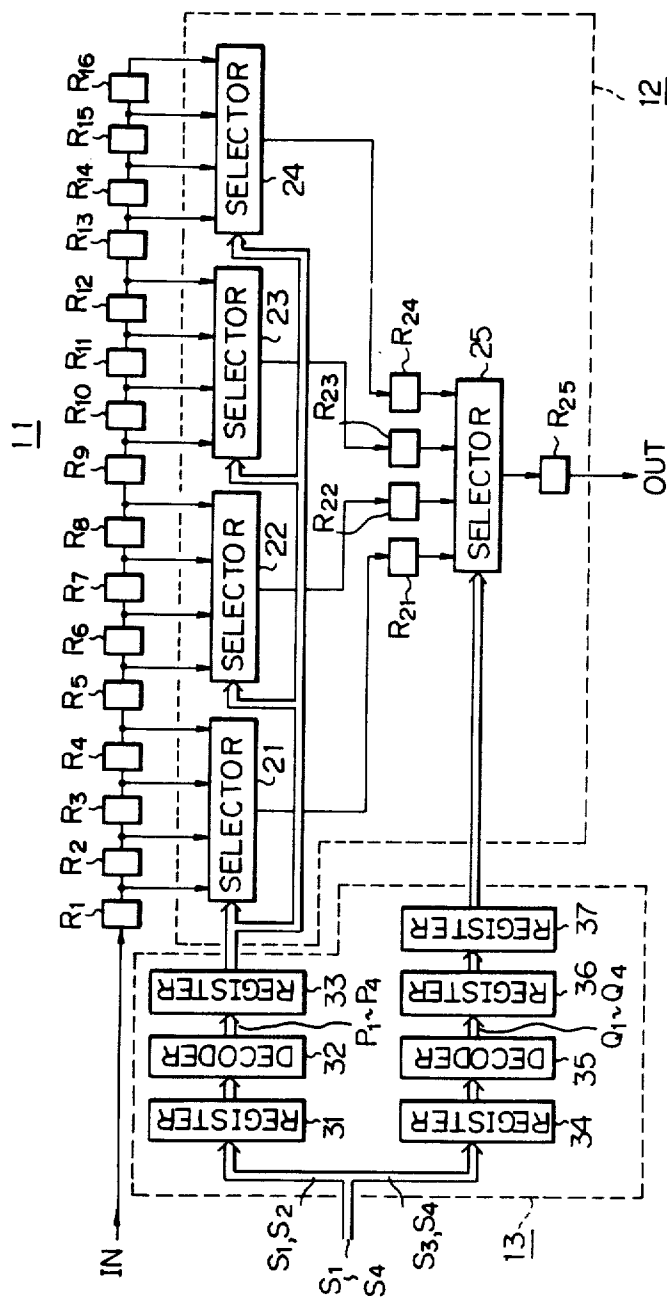 11
IN
R1
R2
R3
R4
R5
R6
R7
R8
R9
R10
R11
R12
R13
R14
R15
R16
SELECTOR
21
SELECTOR
22
SELECTOR
23
SELECTOR
24
REGISTER
31
DECODER
32
REGISTER
33
P1~P4
S1,S2
S1~S4
S3,S4
REGISTER
34
DECODER
35
REGISTER
36
REGISTER
37
Q1~Q4
R21
R22
R23
R24
SELECTOR
25
R25
OUT
12
13